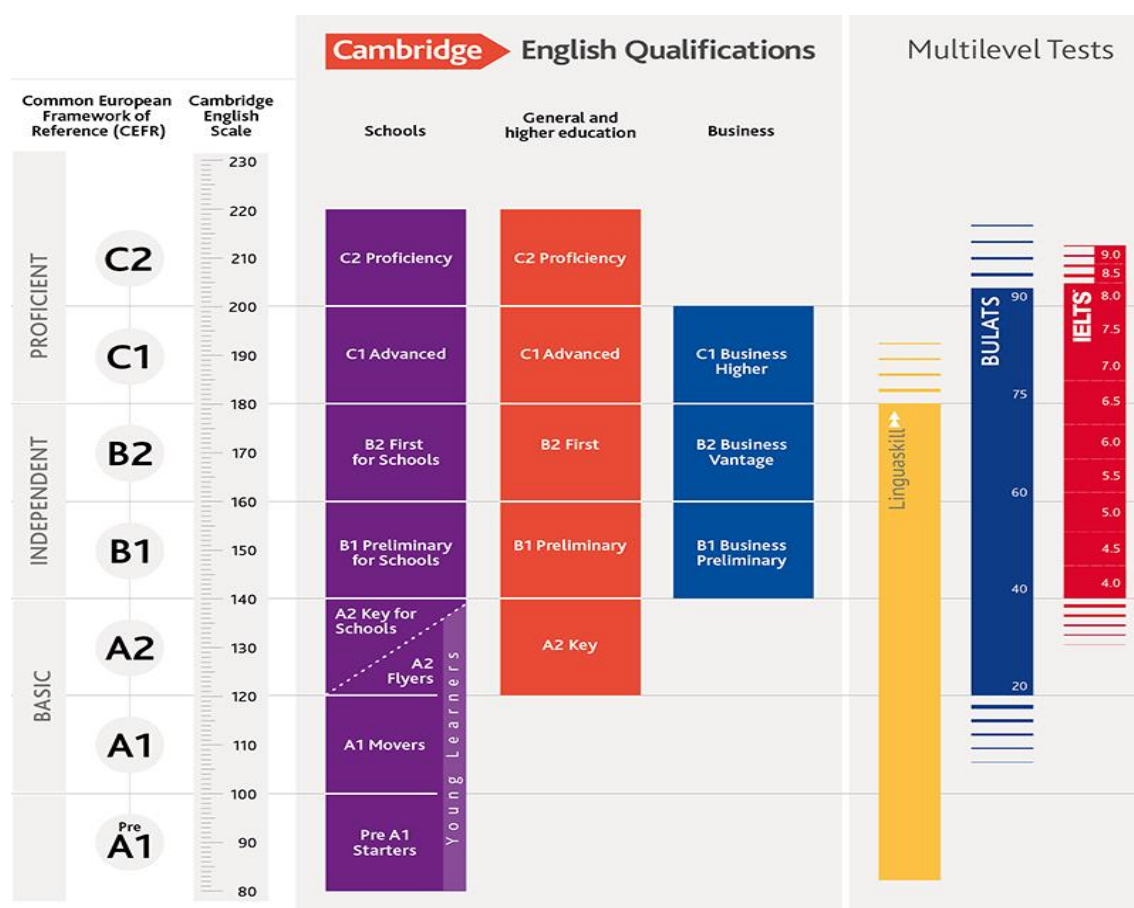 Cambridge English Qualifications
Multilevel Tests
Common European
Framework of
Reference (CEFR)
Cambridge
English
Scale
Schools
General and
higher education
Business
PROFICIENT
INDEPENDENT
BASIC
C2
C1
B2
B1
A2
A1
Pre
A1
230
220
210
200
190
180
170
160
150
140
130
120
110
100
90
80
C2 Proficiency
C1 Advanced
B2 First
for Schools
B1 Preliminary
for Schools
A2 Key for
Schools
A2
Flyers
A1 Movers
Pre A1
Starters
Young Learners
C2 Proficiency
C1 Advanced
B2 First
B1 Preliminary
A2 Key
C1 Business
Higher
B2 Business
Vantage
B1 Business
Preliminary
Linguaskill
BULATS
90
75
60
40
20
IELTS
9.0
8.5
8.0
7.5
7.0
6.5
6.0
5.5
5.0
4.5
4.0